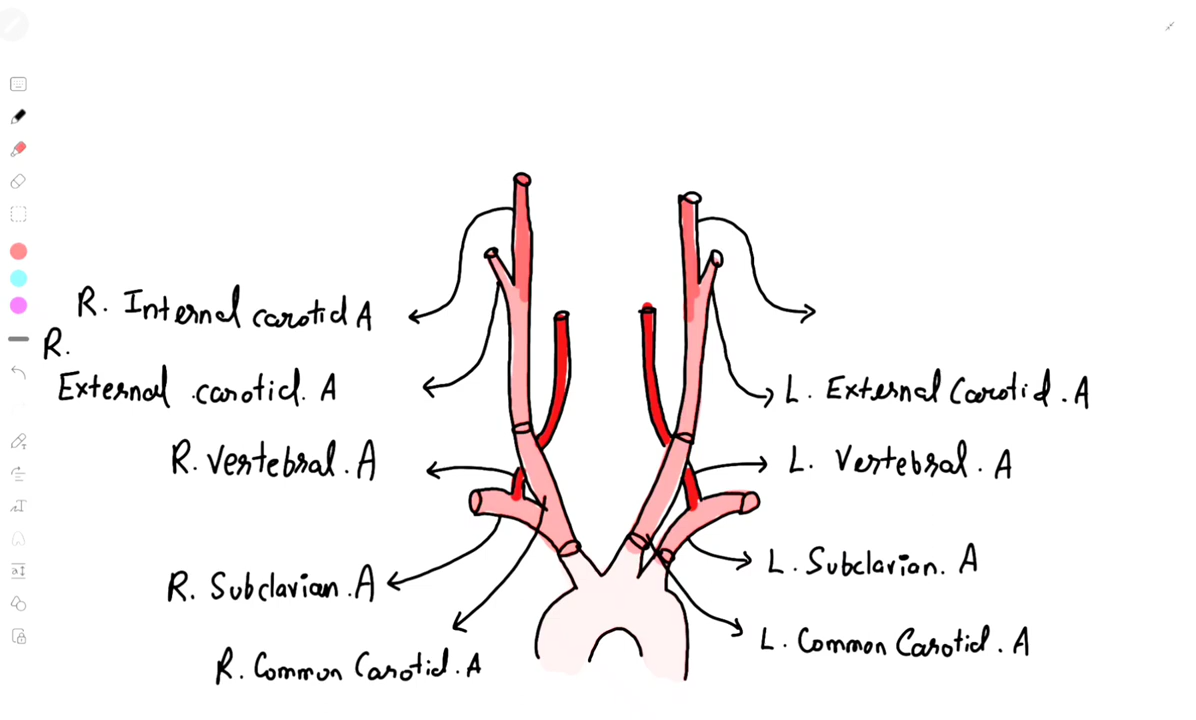 R. Internal carotid A
R.
External carotid. A
L. External Carotid. A
R. Vertebral. A
L. Vertebral. A
R. Subclavian. A
L. Subclavian. A
R. Common Carotid. A
L. Common Carotid. A